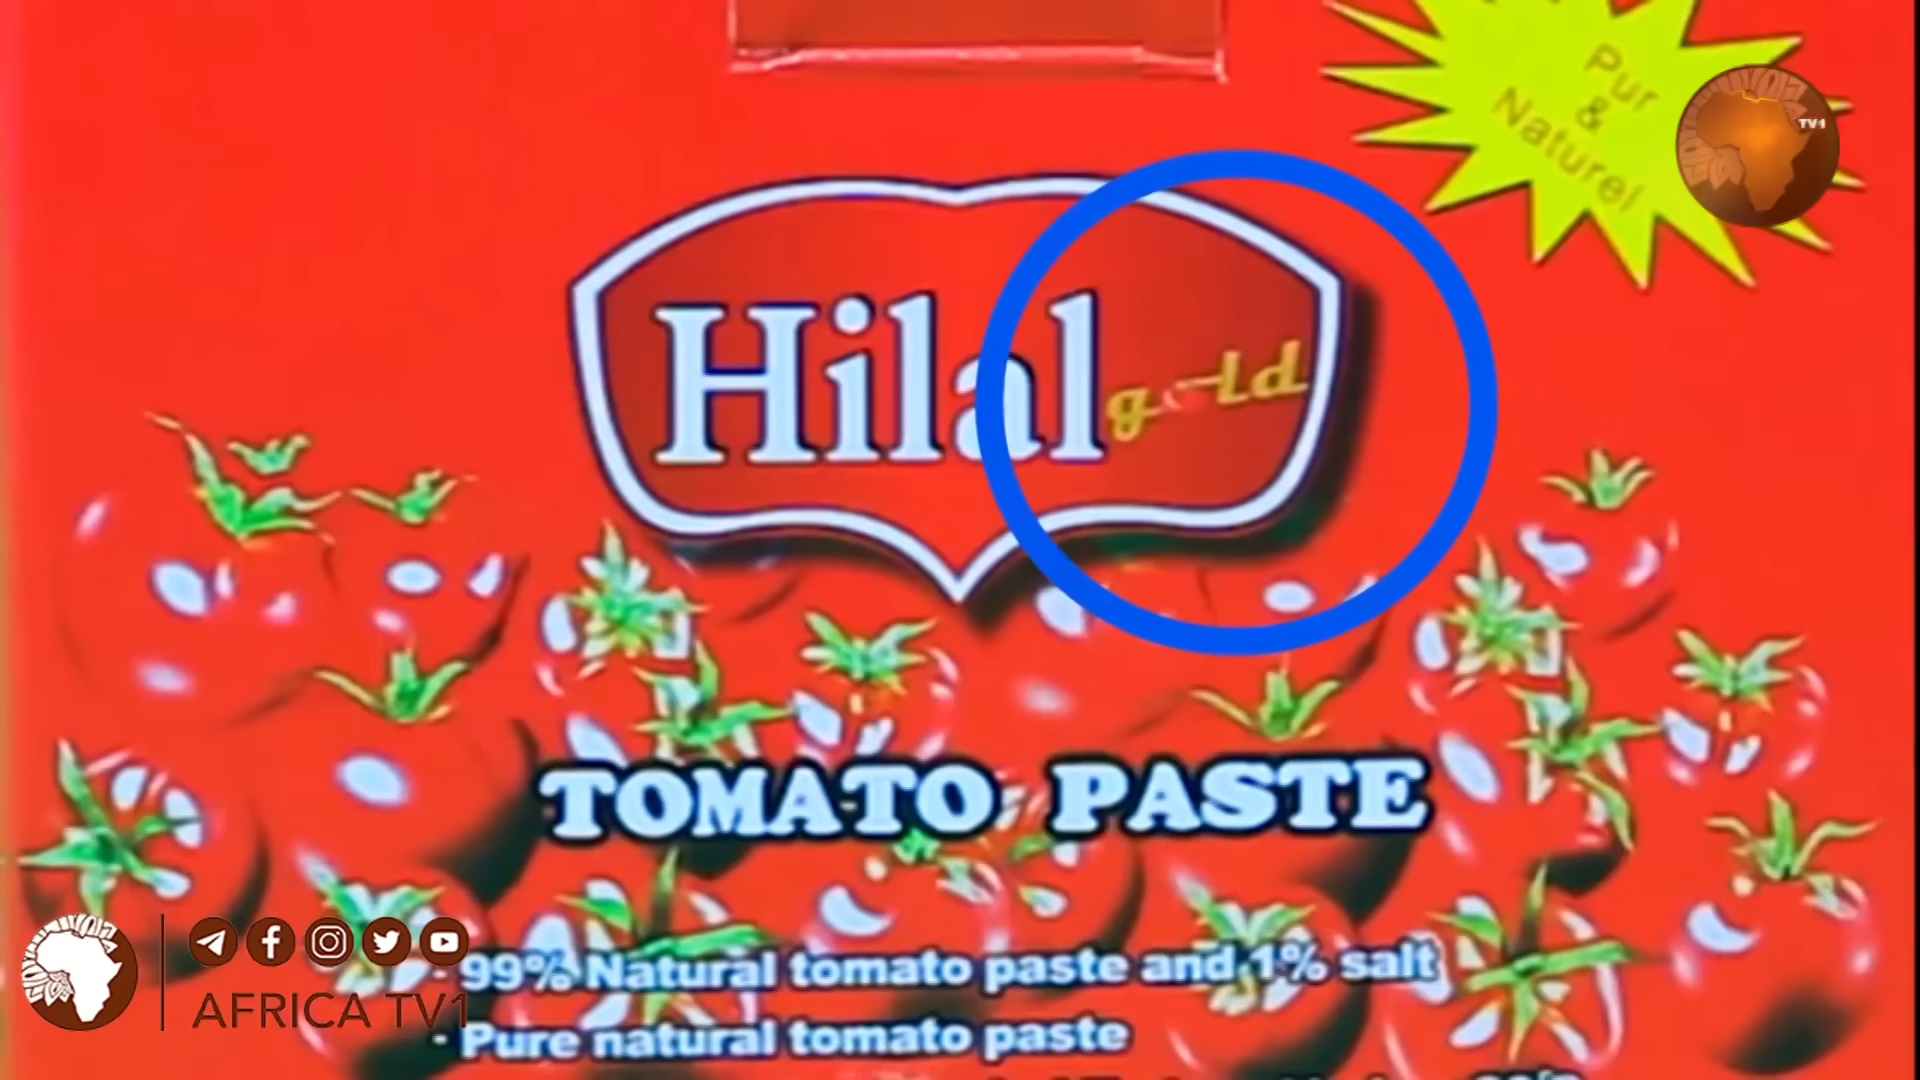 Pur
&
Naturel
TV1
Hilal
gold
TOMATO PASTE
- 99% Natural tomato paste and 1% salt
- Pure natural tomato paste
AFRICA TV1